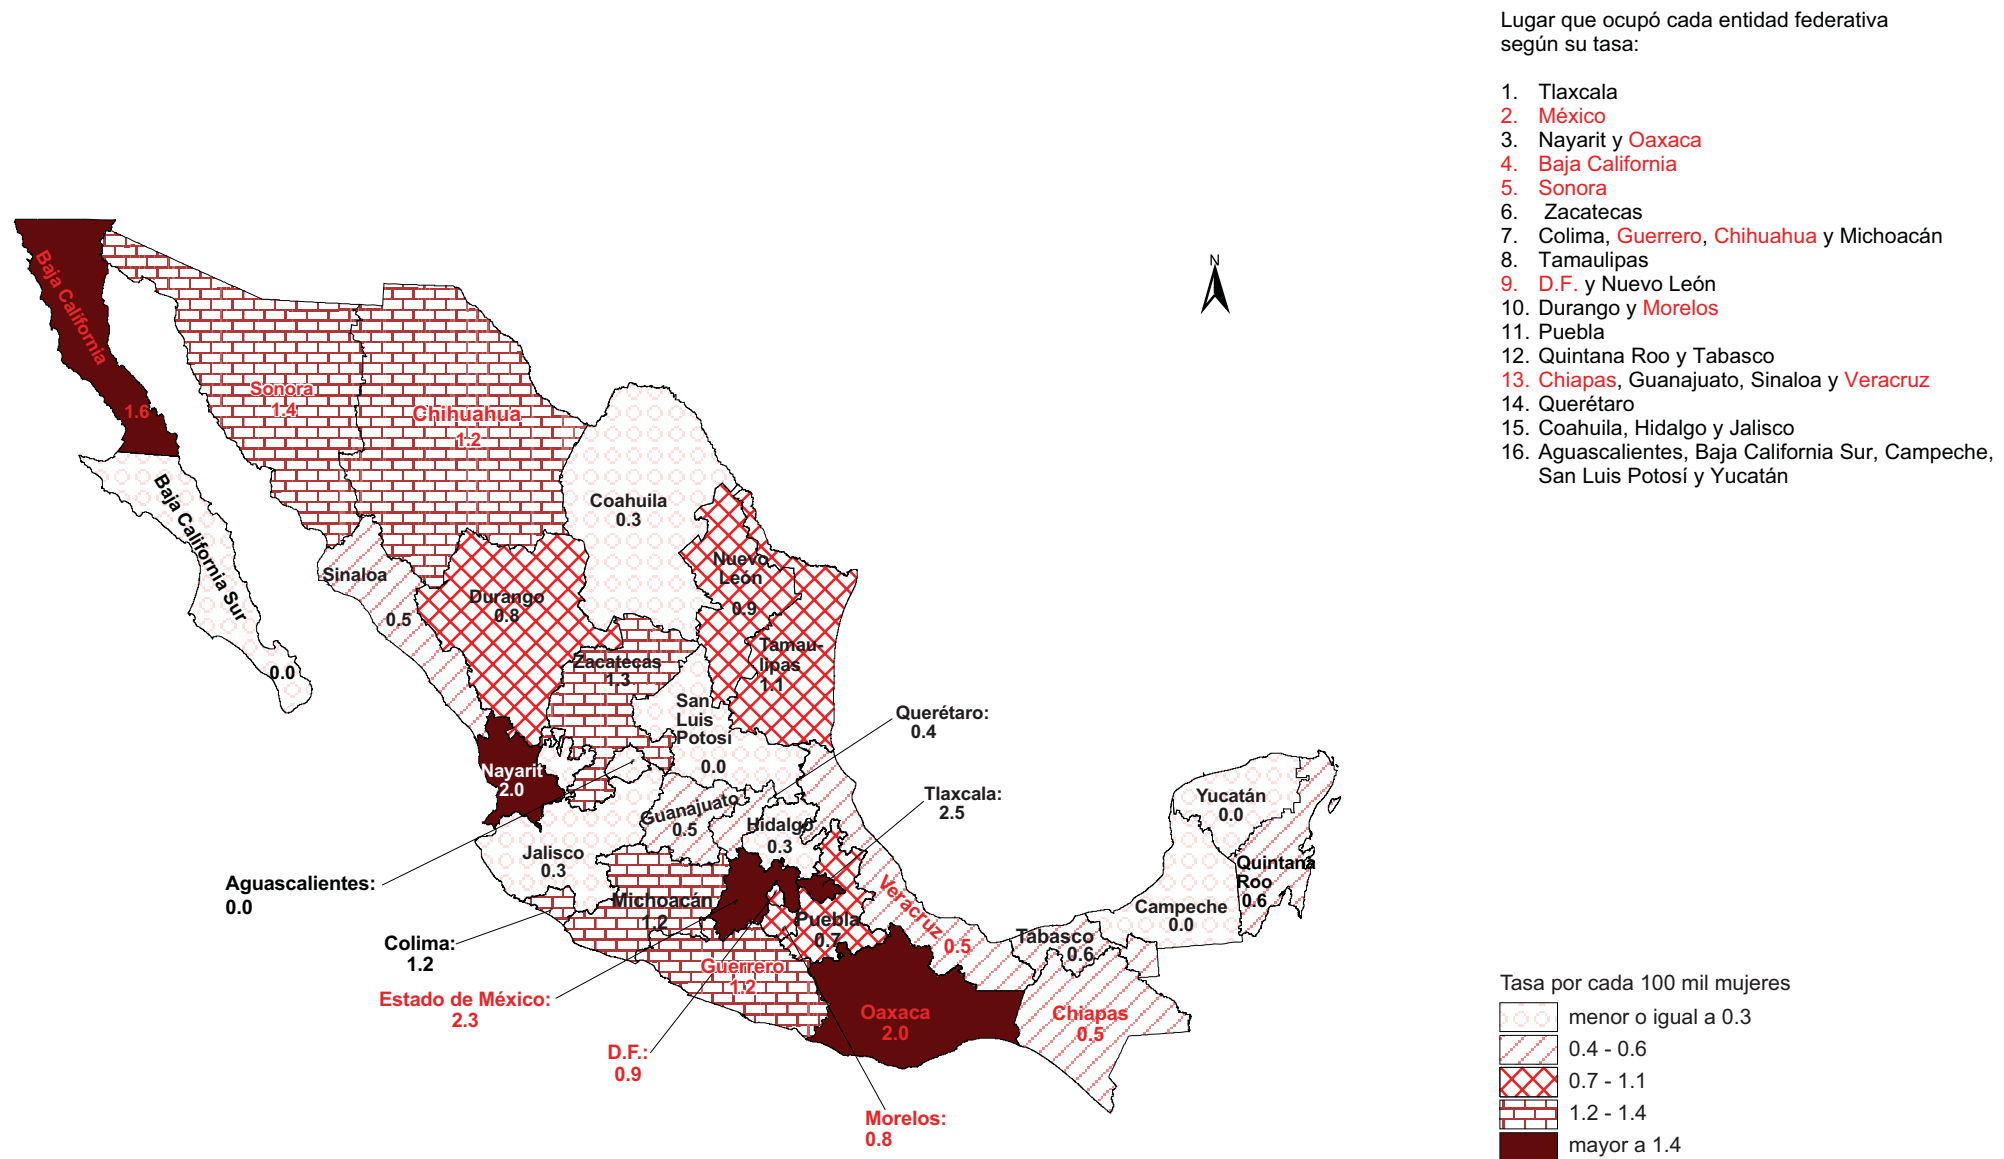 Lugar que ocupó cada entidad federativa
según su tasa:
1. Tlaxcala
2. México
3. Nayarit y Oaxaca
4. Baja California
5. Sonora
6. Zacatecas
7. Colima, Guerrero, Chihuahua y Michoacán
8. Tamaulipas
9. D.F. y Nuevo León
10. Durango y Morelos
11. Puebla
12. Quintana Roo y Tabasco
13. Chiapas, Guanajuato, Sinaloa y Veracruz
14. Querétaro
15. Coahuila, Hidalgo y Jalisco
16. Aguascalientes, Baja California Sur, Campeche,
San Luis Potosí y Yucatán
N
Baja California
1.6
Sonora
1.4
Chihuahua
1.2
Coahuila
0.3
Baja California Sur
0.0
Sinaloa
0.5
Durango
0.8
Nuevo
León
0.9
Tamau-
lipas
1.1
Zacatecas
1.3
San
Luis
Potosí
0.0
Querétaro:
0.4
Nayarit
2.0
Tlaxcala:
2.5
Guanajuato
0.5
Hidalgo
0.3
Jalisco
0.3
Yucatán
0.0
Quintana
Roo
0.6
Aguascalientes:
0.0
Michoacán
1.2
Veracruz
0.5
Campeche
0.0
Puebla
0.7
Tabasco
0.6
Colima:
1.2
Guerrero
1.2
Estado de México:
2.3
Oaxaca
2.0
Chiapas
0.5
D.F.:
0.9
Morelos:
0.8
Tasa por cada 100 mil mujeres
menor o igual a 0.3
0.4 - 0.6
0.7 - 1.1
1.2 - 1.4
mayor a 1.4